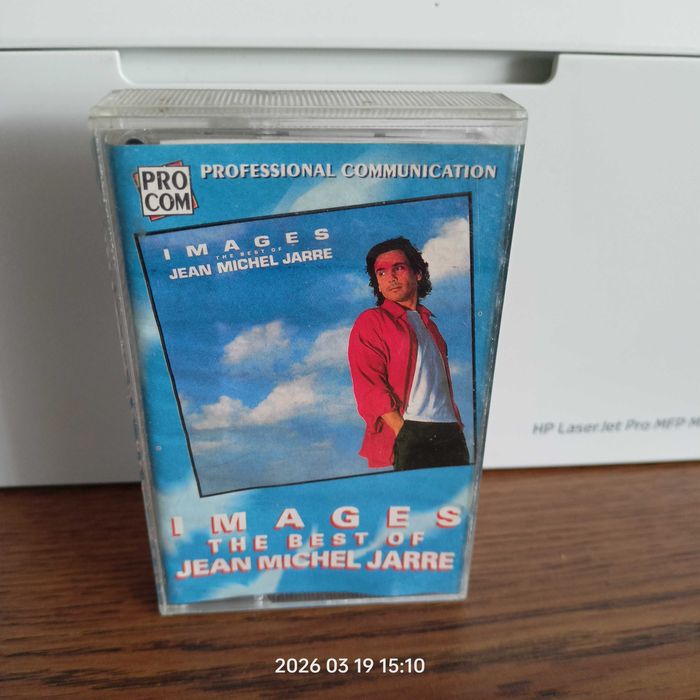 PRO
COM
PROFESSIONAL COMMUNICATION
IMAGES
THE BEST OF
JEAN MICHEL JARRE
HP LaserJet Pro MFP M
IMAGES
THE BEST OF
JEAN MICHEL JARRE
2026 03 19 15:10